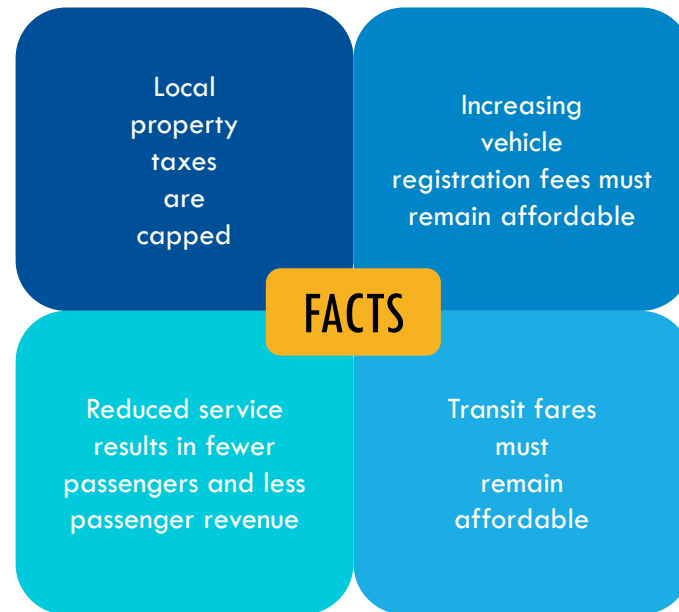 Local
property
taxes
are
capped
Increasing
vehicle
registration fees must
remain affordable
FACTS
Reduced service
results in fewer
passengers and less
passenger revenue
Transit fares
must
remain
affordable